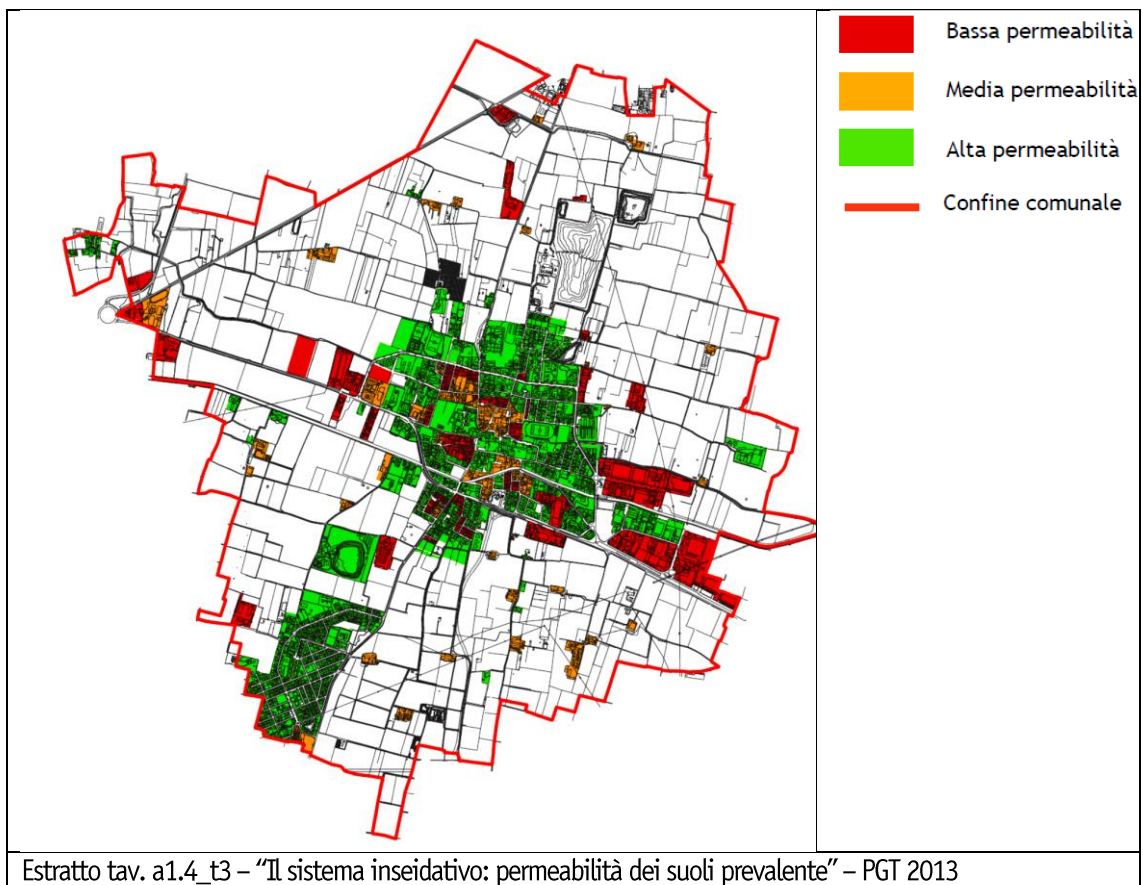 Bassa permeabilità
Media permeabilità
Alta permeabilità
Confine comunale
Estratto tav. a1.4_t3 – “Il sistema inseidativo: permeabilità dei suoli prevalente” – PGT 2013